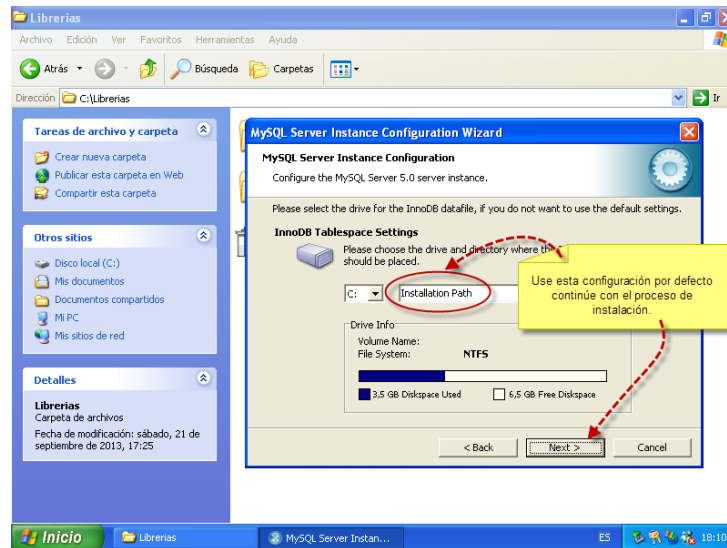 Librerias
Archivo Edición Ver Favoritos Herramientas Ayuda
Atrás Búsqueda Carpetas
Dirección C:\Librerias Ir
Tareas de archivo y carpeta
Crear nueva carpeta
Publicar esta carpeta en Web
Compartir esta carpeta
Otros sitios
Disco local (C:)
Mis documentos
Documentos compartidos
Mi PC
Mis sitios de red
Detalles
Librerias
Carpeta de archivos
Fecha de modificación: sábado, 21 de
septiembre de 2013, 17:25
MySQL Server Instance Configuration Wizard
MySQL Server Instance Configuration
Configure the MySQL Server 5.0 server instance.
Please select the drive for the InnoDB datafile, if you do not want to use the default settings.
InnoDB Tablespace Settings
Please choose the drive and directory where the
should be placed.
C: Installation Path
Use esta configuración por defecto
continúe con el proceso de
instalación.
Drive Info
Volume Name:
File System: NTFS
3,5 GB Diskspace Used 6,5 GB Free Diskspace
< Back Next > Cancel
Inicio Librerias MySQL Server Instan... ES 18:10